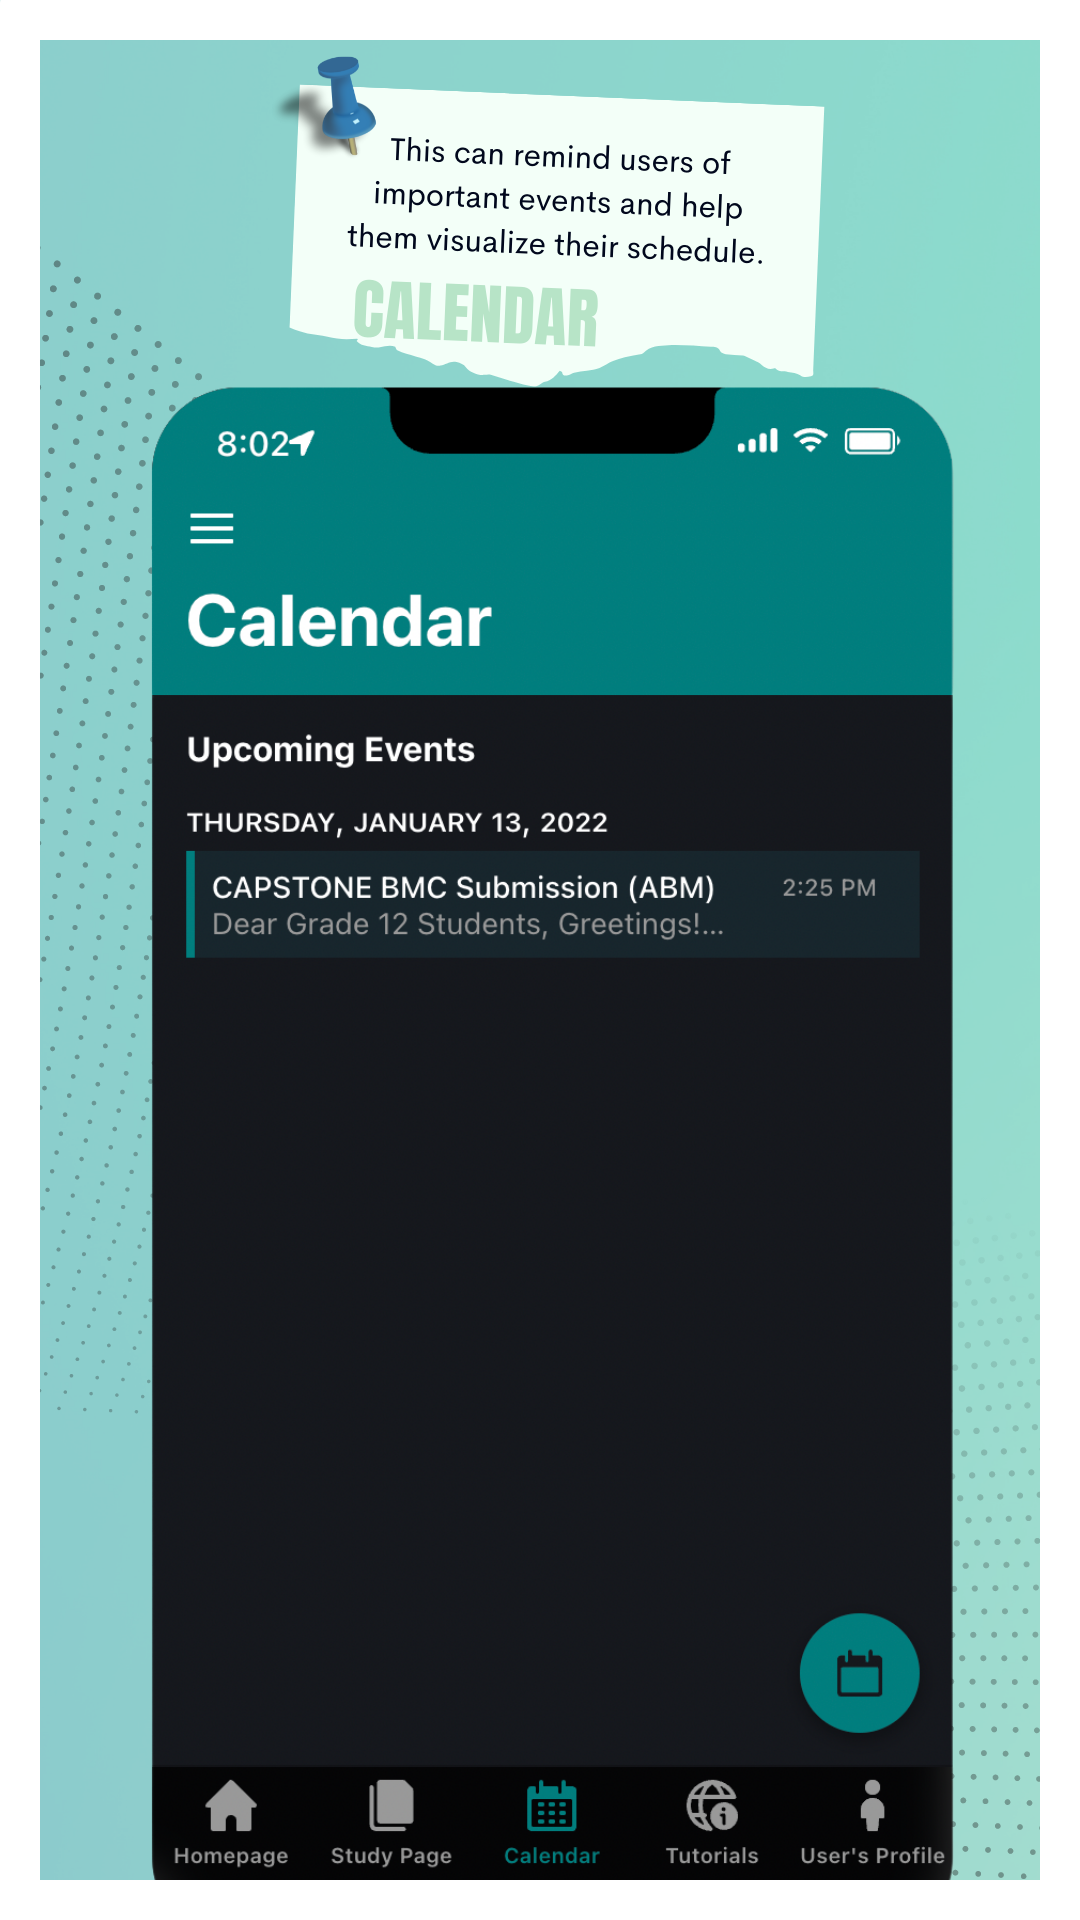 This can remind users of
important events and help
them visualize their schedule.
CALENDAR
8:02
Calendar
Upcoming Events
THURSDAY, JANUARY 13, 2022
CAPSTONE BMC Submission (ABM) 2:25 PM
Dear Grade 12 Students, Greetings!...
Homepage Study Page Calendar Tutorials User's Profile